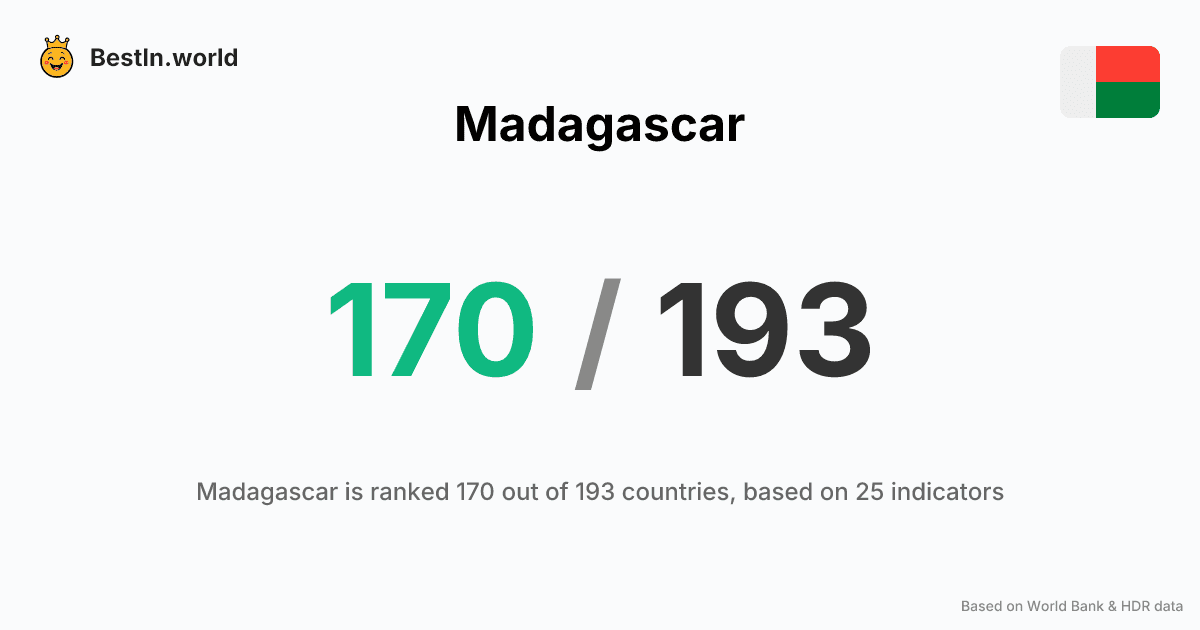 BestIn.world
Madagascar
170 / 193
Madagascar is ranked 170 out of 193 countries, based on 25 indicators
Based on World Bank & HDR data